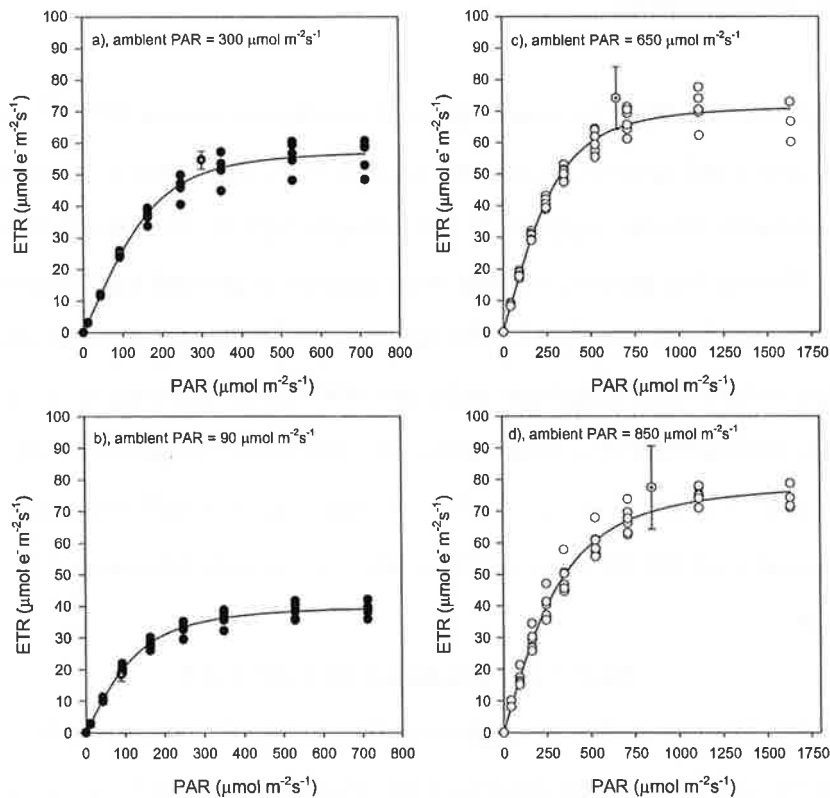 a), ambient PAR = 300 μmol m⁻²s⁻¹
ETR (μmol e⁻ m⁻²s⁻¹)
100
90
80
70
60
50
40
30
20
10
0
0 100 200 300 400 500 600 700 800
PAR (μmol m⁻²s⁻¹)
c), ambient PAR = 650 μmol m⁻²s⁻¹
ETR (μmol e⁻ m⁻²s⁻¹)
100
90
80
70
60
50
40
30
20
10
0
0 250 500 750 1000 1250 1500 1750
PAR (μmol m⁻²s⁻¹)
b), ambient PAR = 90 μmol m⁻²s⁻¹
ETR (μmol e⁻ m⁻²s⁻¹)
100
90
80
70
60
50
40
30
20
10
0
0 100 200 300 400 500 600 700 800
PAR (μmol m⁻²s⁻¹)
d), ambient PAR = 850 μmol m⁻²s⁻¹
ETR (μmol e⁻ m⁻²s⁻¹)
100
90
80
70
60
50
40
30
20
10
0
0 250 500 750 1000 1250 1500 1750
PAR (μmol m⁻²s⁻¹)